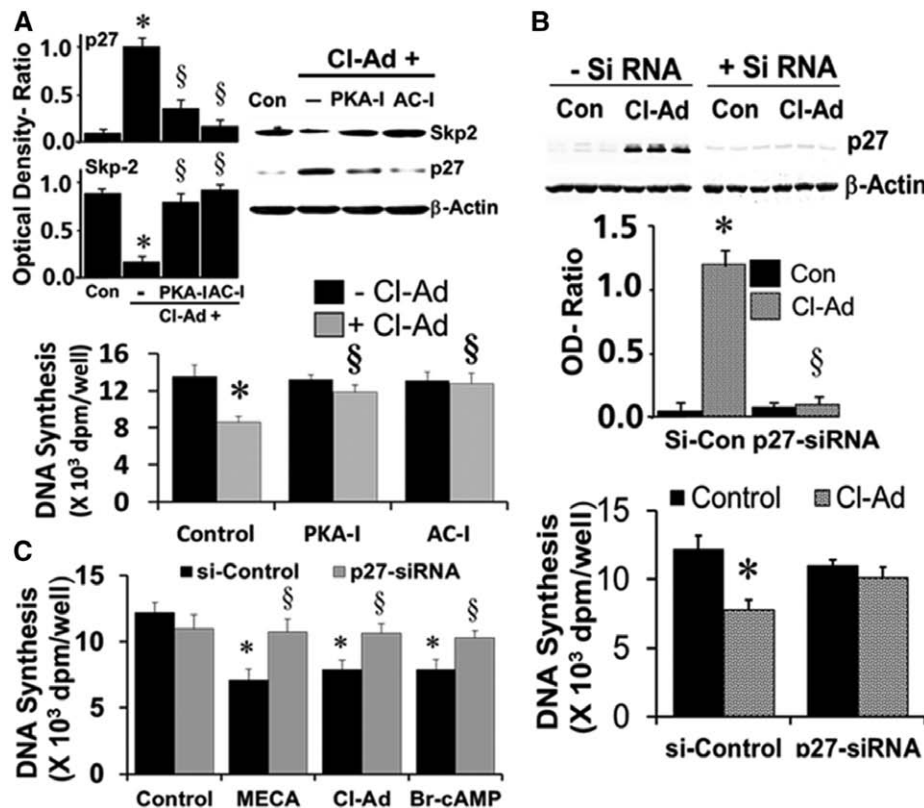 A
Optical Density- Ratio
p27
1.0
0.5
0.0
*
§
§
Skp-2
1.0
0.5
0.0
*
§
§
Con
-
PKA-I
AC-I
Cl-Ad +
Cl-Ad +
Con
–
PKA-I
AC-I
Skp2
p27
β-Actin
- Cl-Ad
+ Cl-Ad
DNA Synthesis
(X 10³ dpm/well)
16
12
8
4
0
*
§
§
Control
PKA-I
AC-I
B
- Si RNA
+ Si RNA
Con
Cl-Ad
Con
Cl-Ad
p27
β-Actin
OD- Ratio
1.5
1.0
1.5
0.0
*
§
Con
Cl-Ad
Si-Con
p27-siRNA
Control
Cl-Ad
DNA Synthesis
(X 10³ dpm/well)
15
10
5
0
*
si-Control
p27-siRNA
C
si-Control
p27-siRNA
DNA Synthesis
(X 10³ dpm/well)
15
10
5
0
*
§
*
§
*
§
Control
MECA
Cl-Ad
Br-cAMP